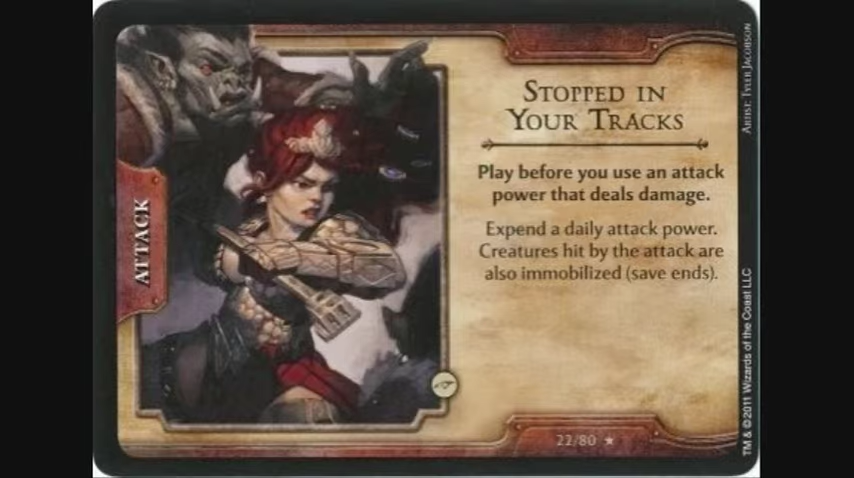 STOPPED IN
YOUR TRACKS
Play before you use an attack
power that deals damage.
Expend a daily attack power.
Creatures hit by the attack are
also immobilized (save ends).
ATTACK
22/80 ★
ARTIST: TYLER JACOBSON
TM & ©2011 Wizards of the Coast LLC